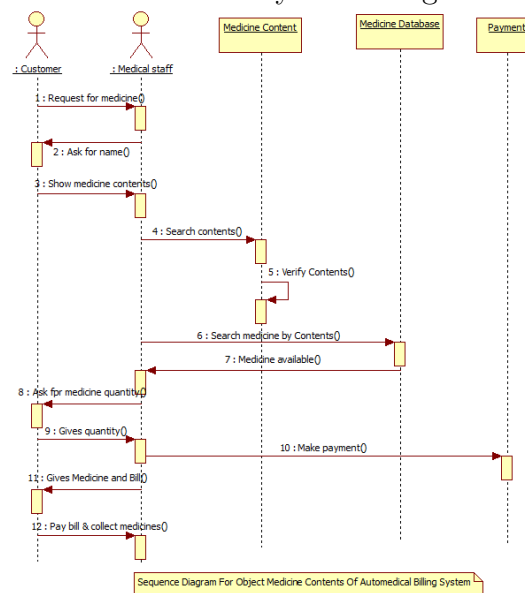 Medicine Content
Medicine Database
Payment
: Customer
: Medical staff
1 : Request for medicine()
2 : Ask for name()
3 : Show medicine contents()
4 : Search contents()
5 : Verify Contents()
6 : Search medicine by Contents()
7 : Medicine available()
8 : Ask fpr medicine quantity()
9 : Gives quantity()
10 : Make payment()
11 : Gives Medicine and Bill()
12 : Pay bill & collect medicines()
Sequence Diagram For Object Medicine Contents Of Automedical Billing System